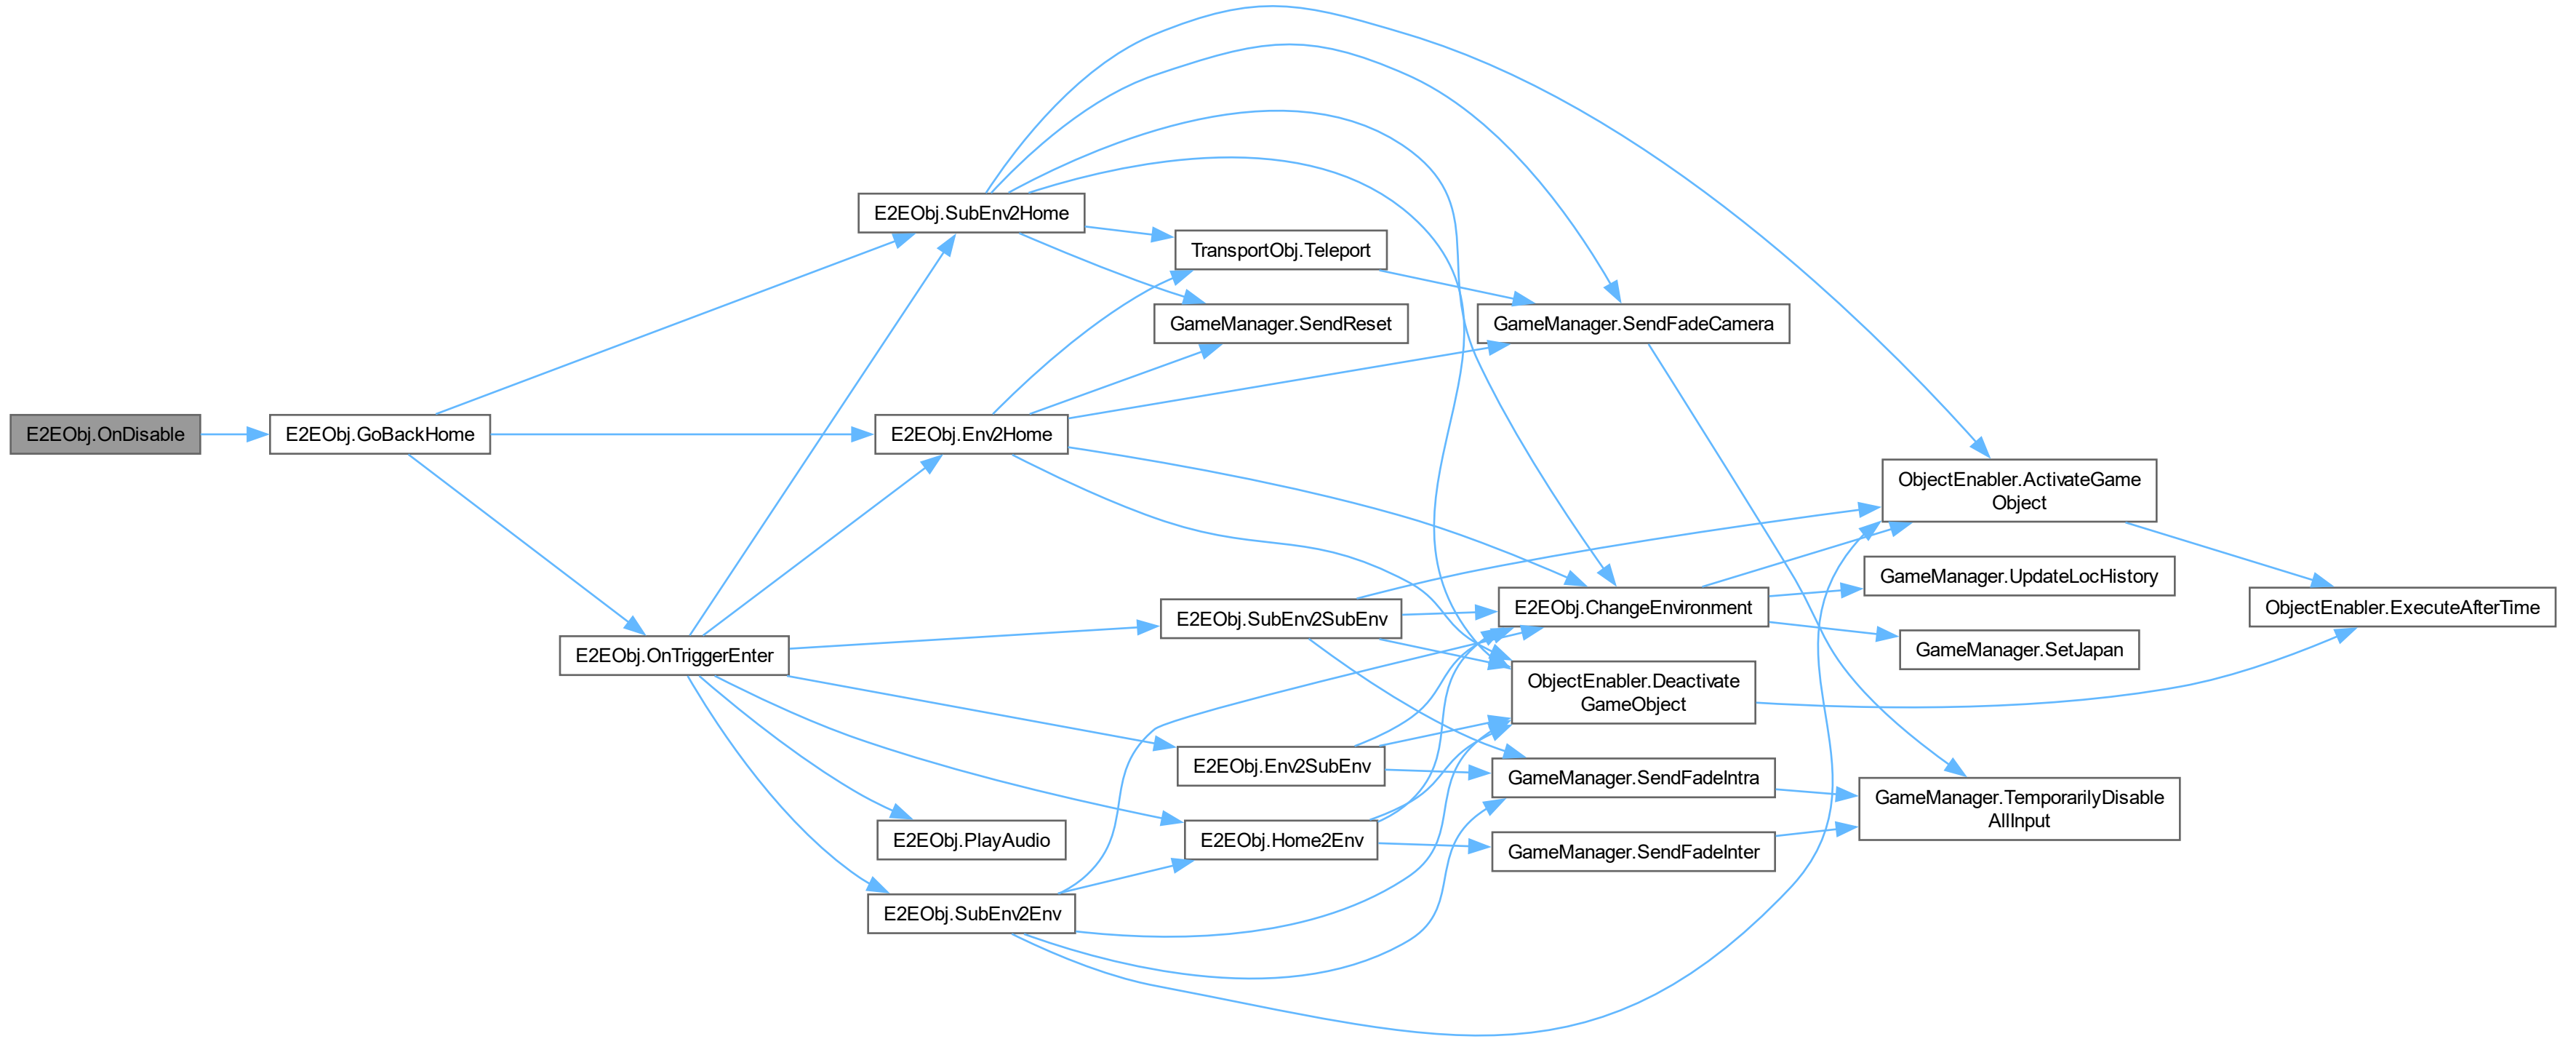 E2EObj.OnDisable
E2EObj.GoBackHome
E2EObj.SubEnv2Home
E2EObj.Env2Home
E2EObj.OnTriggerEnter
E2EObj.PlayAudio
E2EObj.SubEnv2Env
TransportObj.Teleport
GameManager.SendReset
E2EObj.SubEnv2SubEnv
E2EObj.Env2SubEnv
E2EObj.Home2Env
GameManager.SendFadeCamera
E2EObj.ChangeEnvironment
ObjectEnabler.Deactivate
GameObject
GameManager.SendFadeIntra
GameManager.SendFadeInter
ObjectEnabler.ActivateGame
Object
GameManager.UpdateLocHistory
GameManager.SetJapan
GameManager.TemporarilyDisable
AllInput
ObjectEnabler.ExecuteAfterTime